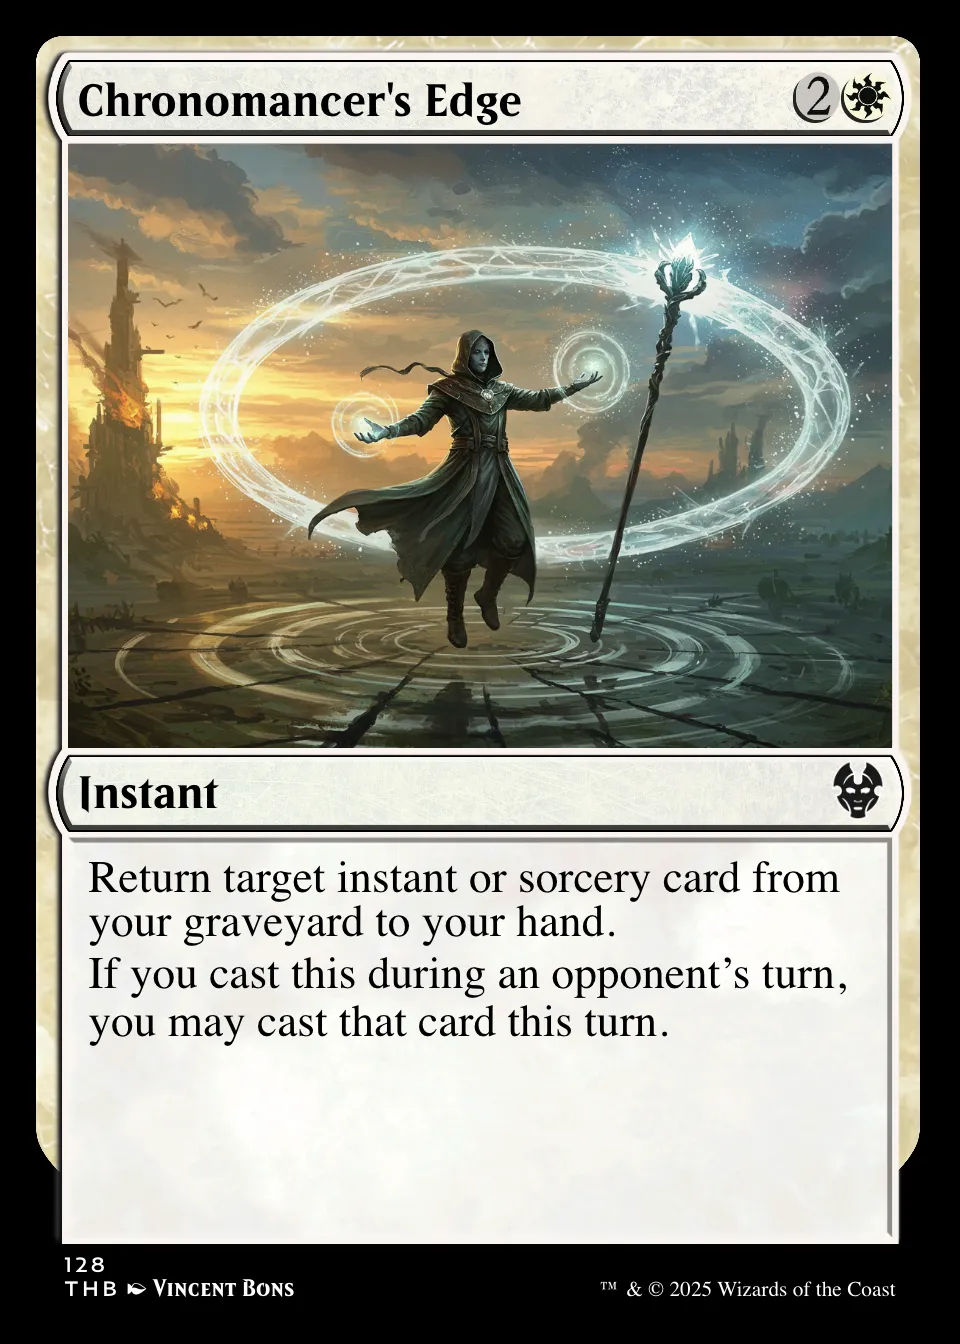 Chronomancer's Edge 2
Instant
Return target instant or sorcery card from
your graveyard to your hand.
If you cast this during an opponent’s turn,
you may cast that card this turn.
128
THB Vincent Bons
™ & © 2025 Wizards of the Coast